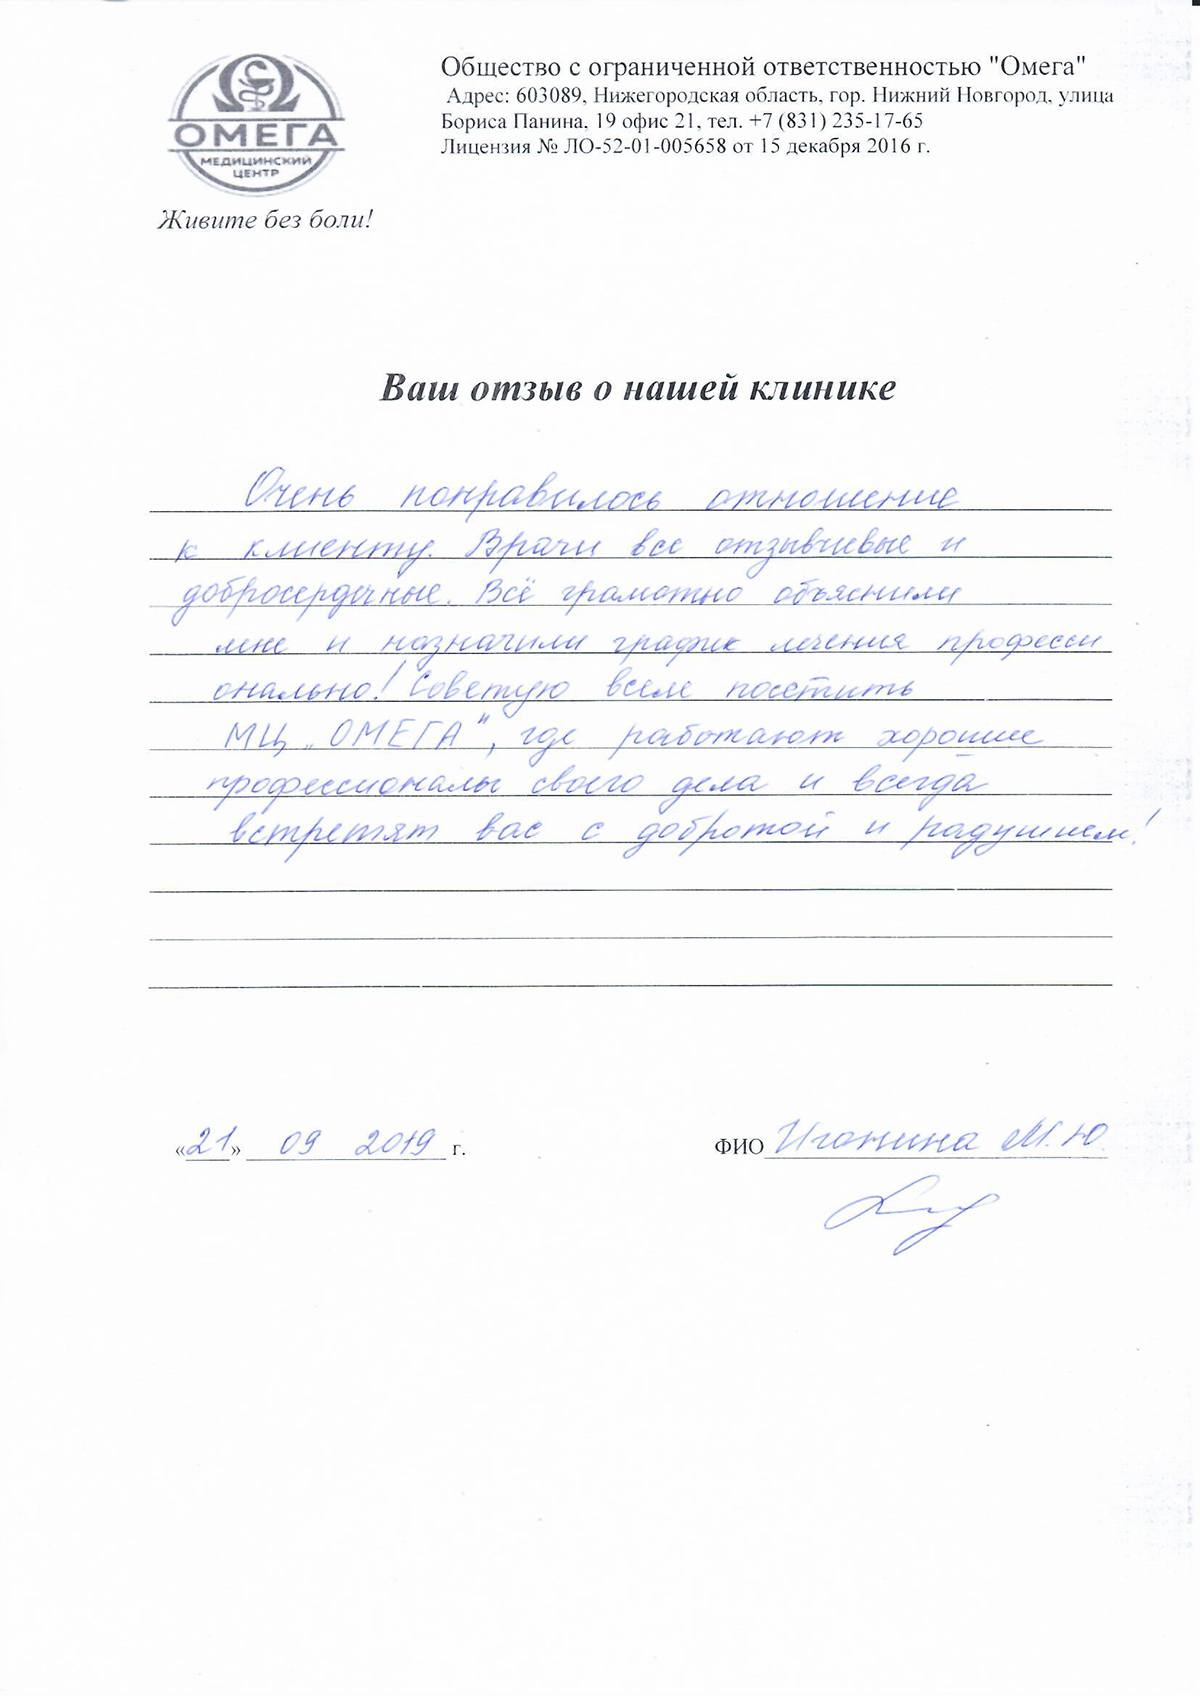 ОМЕГА
МЕДИЦИНСКИЙ
ЦЕНТР
Живите без боли!
Общество с ограниченной ответственностью "Омега"
Адрес: 603089, Нижегородская область, гор. Нижний Новгород, улица
Бориса Панина, 19 офис 21, тел. +7 (831) 235-17-65
Лицензия № ЛО-52-01-005658 от 15 декабря 2016 г.
Ваш отзыв о нашей клинике
Очень понравилось отношение
к клиенту. Врачи все отзывчевые и
добросердечные. Всё грамотно объяснили
мне и назначили график лечения професси
онально! Советую всем посетить
МЦ „ОМЕГА", где работают хорошие
профессионалы своего дела и всегда
встретят вас с добротой и радушием!
«21» 09 2019 г.
ФИО Игонина М.Ю.